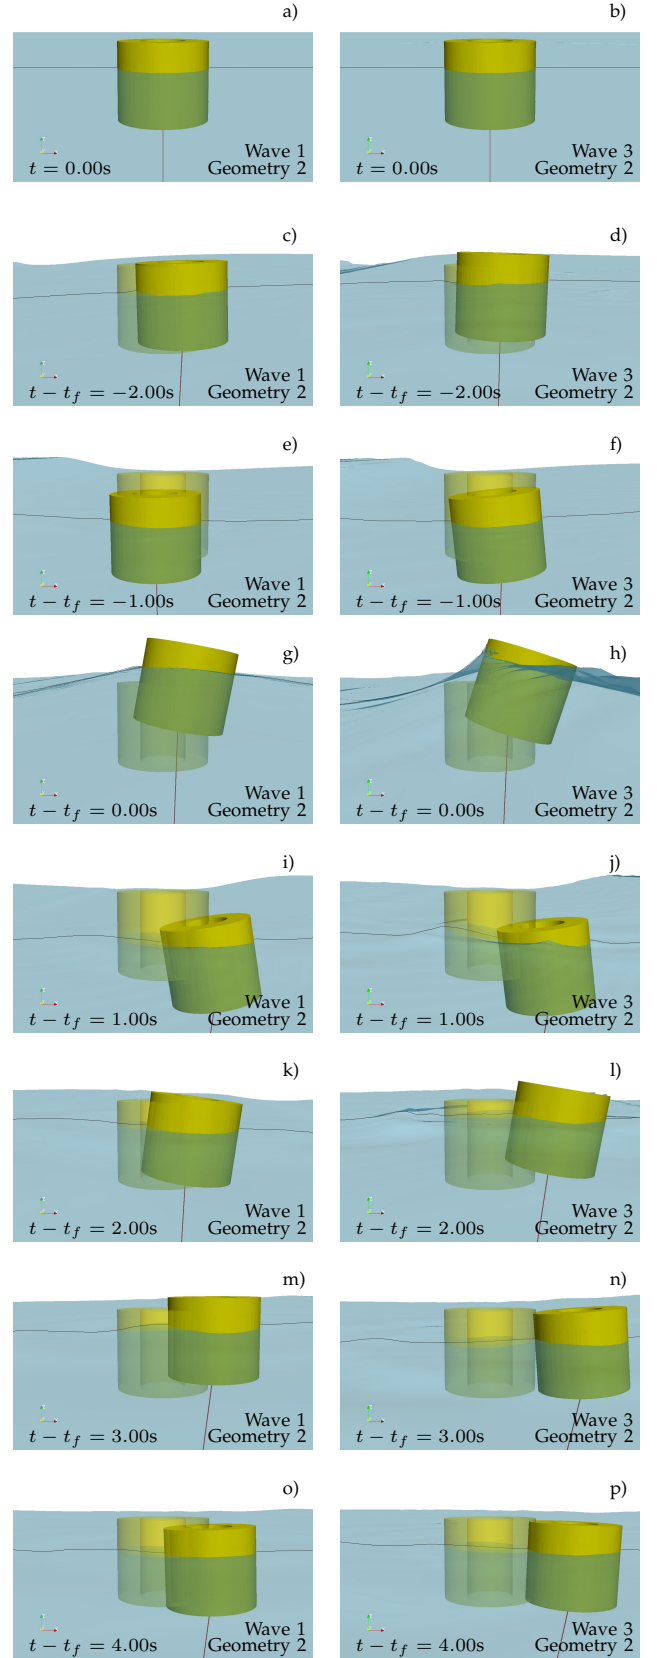 a)
Wave 1
t = 0.00s Geometry 2
b)
Wave 3
t = 0.00s Geometry 2
c)
Wave 1
t − t_f = −2.00s Geometry 2
d)
Wave 3
t − t_f = −2.00s Geometry 2
e)
Wave 1
t − t_f = −1.00s Geometry 2
f)
Wave 3
t − t_f = −1.00s Geometry 2
g)
Wave 1
t − t_f = 0.00s Geometry 2
h)
Wave 3
t − t_f = 0.00s Geometry 2
i)
Wave 1
t − t_f = 1.00s Geometry 2
j)
Wave 3
t − t_f = 1.00s Geometry 2
k)
Wave 1
t − t_f = 2.00s Geometry 2
l)
Wave 3
t − t_f = 2.00s Geometry 2
m)
Wave 1
t − t_f = 3.00s Geometry 2
n)
Wave 3
t − t_f = 3.00s Geometry 2
o)
Wave 1
t − t_f = 4.00s Geometry 2
p)
Wave 3
t − t_f = 4.00s Geometry 2